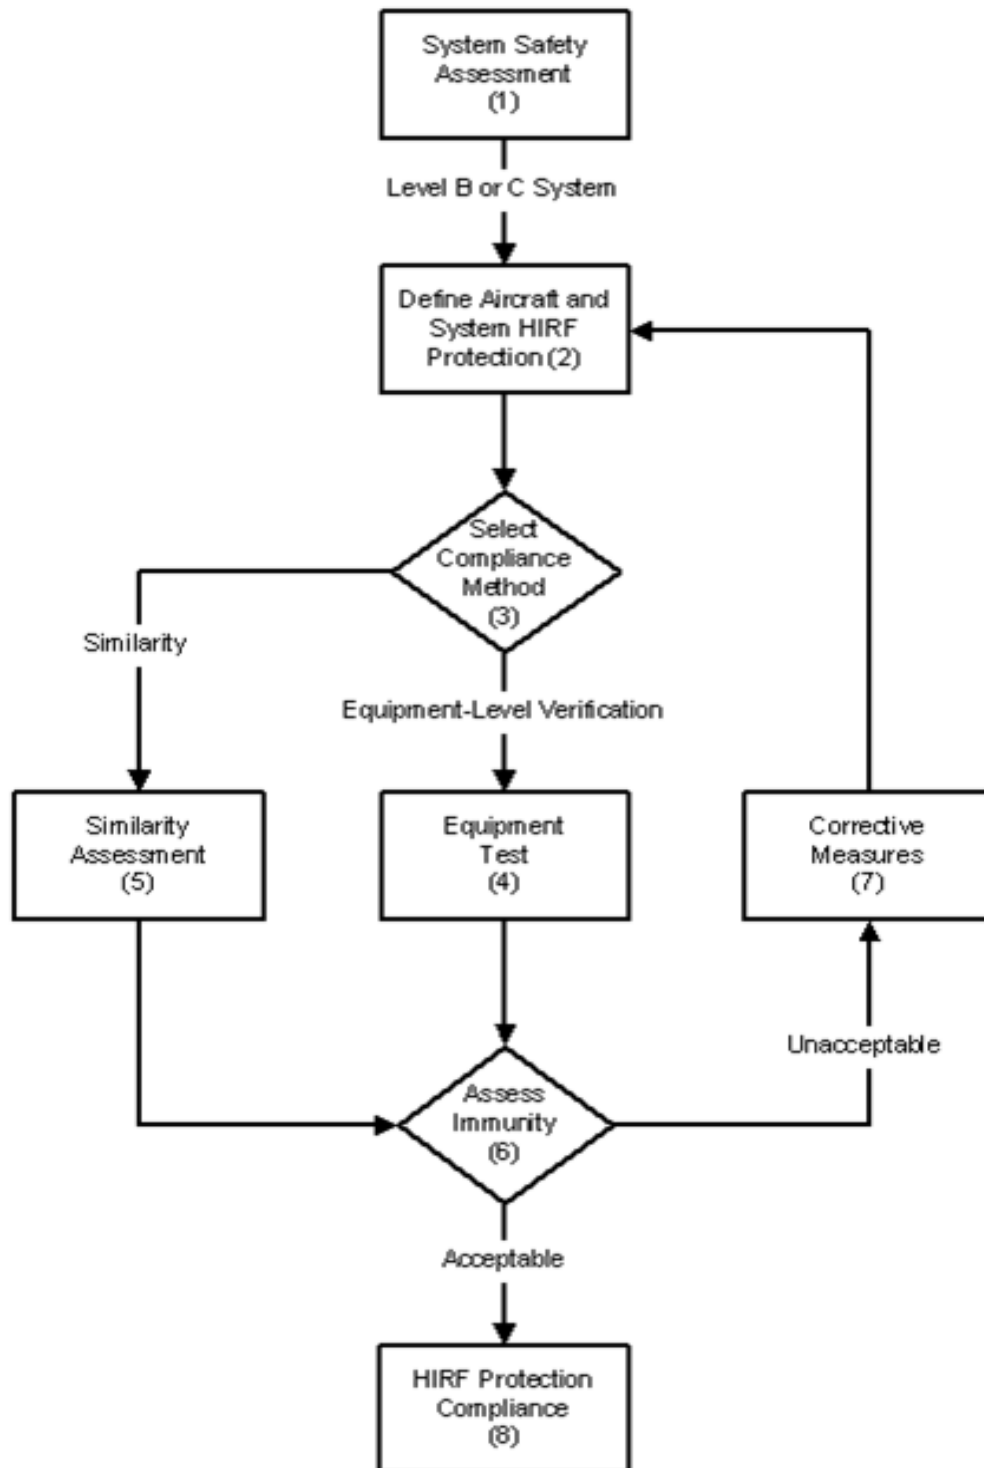 System Safety
Assessment
(1)
Level B or C System
Define Aircraft and
System HIRF
Protection (2)
Select
Compliance
Method
(3)
Similarity
Equipment-Level Verification
Similarity
Assessment
(5)
Equipment
Test
(4)
Corrective
Measures
(7)
Unacceptable
Assess
Immunity
(6)
Acceptable
HIRF Protection
Compliance
(8)